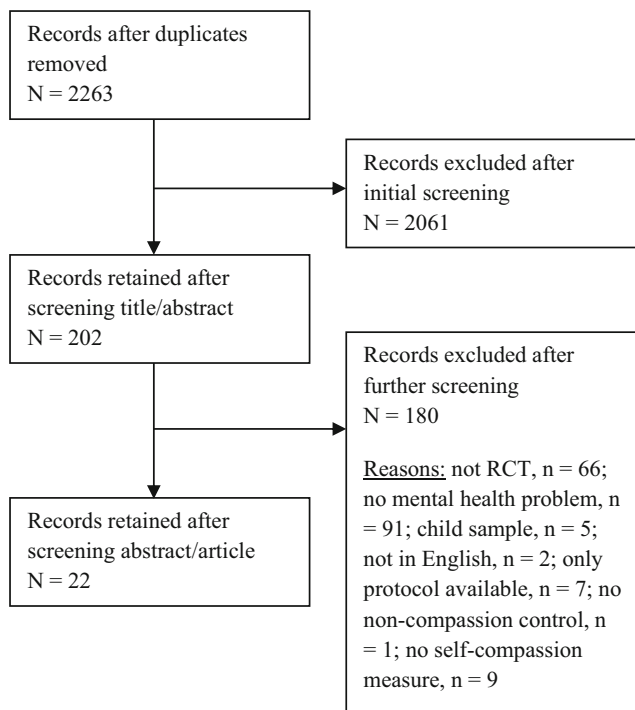 Records after duplicates
removed
N = 2263
Records excluded after
initial screening
N = 2061
Records retained after
screening title/abstract
N = 202
Records excluded after
further screening
N = 180
Reasons: not RCT, n = 66;
no mental health problem, n
= 91; child sample, n = 5;
not in English, n = 2; only
protocol available, n = 7; no
non-compassion control, n
= 1; no self-compassion
measure, n = 9
Records retained after
screening abstract/article
N = 22